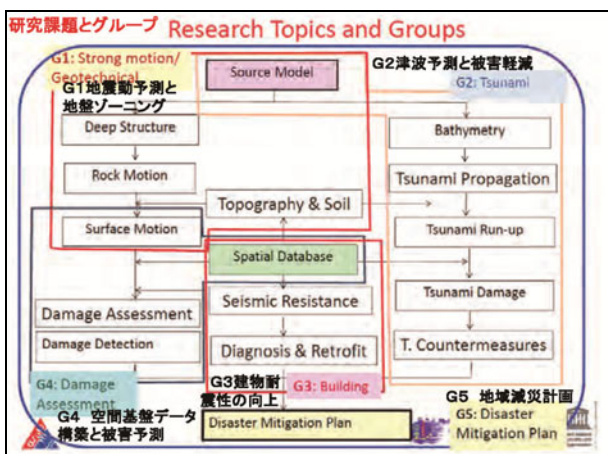 研究課題とグループ Research Topics and Groups
G1: Strong motion/
Geotechnical
G1地震動予測と
地盤ゾーニング
Source Model
G2津波予測と被害軽減
G2: Tsunami
Deep Structure
Bathymetry
Rock Motion
Tsunami Propagation
Topography & Soil
Surface Motion
Tsunami Run-up
Spatial Database
Seismic Resistance
Tsunami Damage
Damage Assessment
Damage Detection
Diagnosis & Retrofit
T. Countermeasures
G4: Damage
Assessment
G4 空間基盤データ
構築と被害予測
G3建物耐
震性の向上
G3: Building
Disaster Mitigation Plan
G5 地域減災計画
G5: Disaster
Mitigation Plan